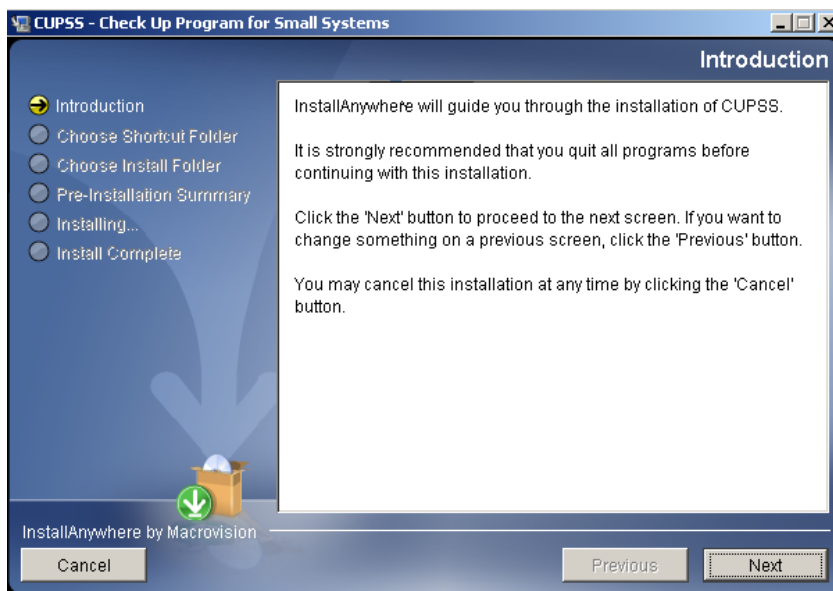 CUPSS - Check Up Program for Small Systems
Introduction
Introduction
Choose Shortcut Folder
Choose Install Folder
Pre-Installation Summary
Installing...
Install Complete
InstallAnywhere will guide you through the installation of CUPSS.
It is strongly recommended that you quit all programs before
continuing with this installation.
Click the 'Next' button to proceed to the next screen. If you want to
change something on a previous screen, click the 'Previous' button.
You may cancel this installation at any time by clicking the 'Cancel'
button.
InstallAnywhere by Macrovision
Cancel
Previous
Next